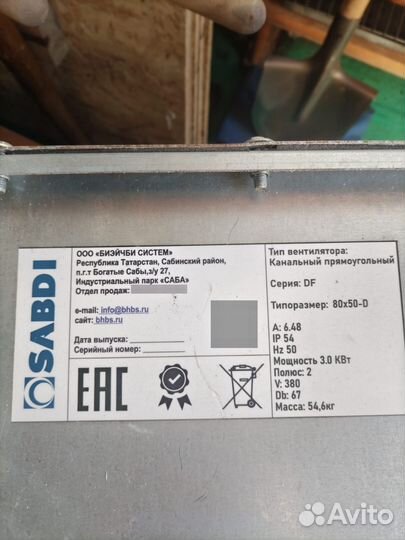 SABDI
ООО «БИЭЙЧБИ СИСТЕМ»
Республика Татарстан, Сабинский район,
п.г.т Богатые Сабы,з/у 27,
Индустриальный парк «САБА»
Отдел продаж:
e-mail: info@bhbs.ru
сайт: bhbs.ru
Дата выпуска:
Серийный номер:
EAC
Тип вентилятора:
Канальный прямоугольный
Серия: DF
Типоразмер: 80x50-D
A: 6.48
IP 54
Hz 50
Мощность 3.0 КВт
Полюс: 2
V: 380
Db: 67
Масса: 54,6кг
Avito